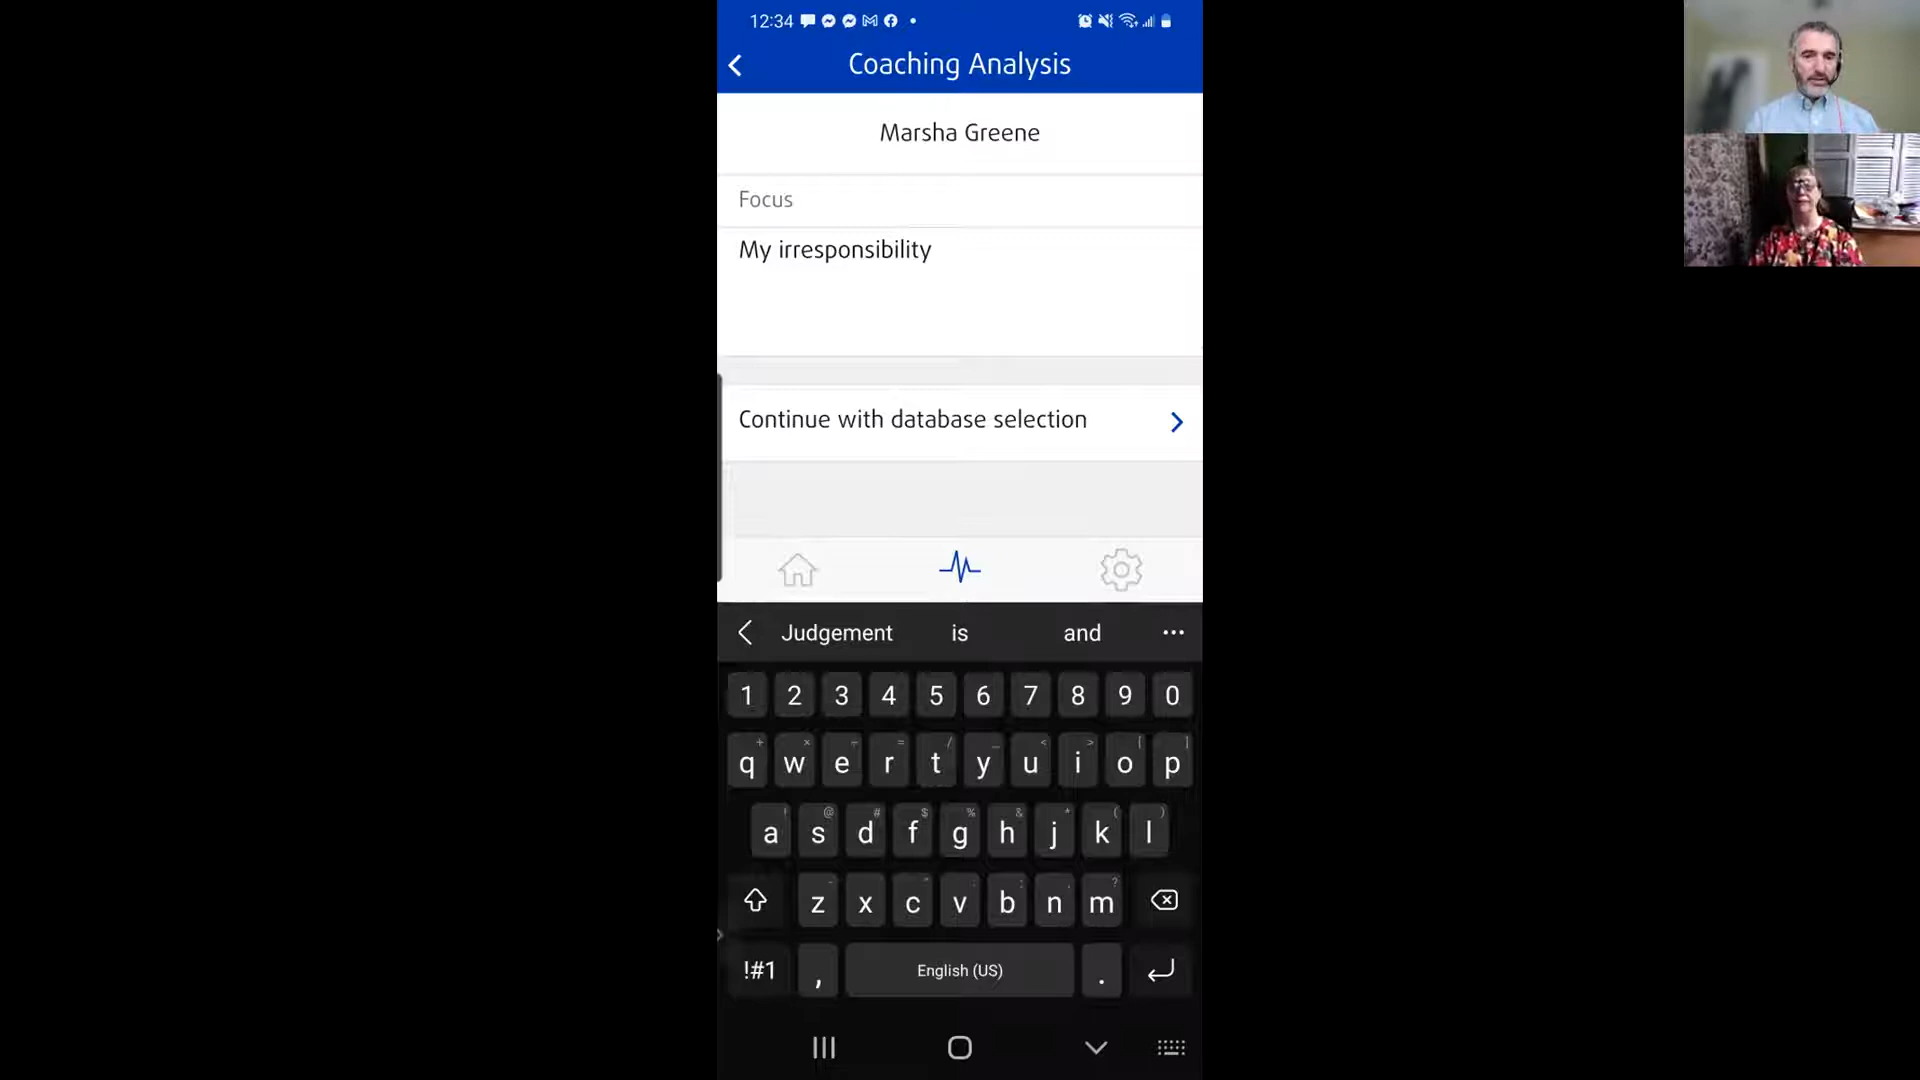 12:34
Coaching Analysis
Marsha Greene
Focus
My irresponsibility
Continue with database selection
Judgement is and
1 2 3 4 5 6 7 8 9 0
q w e r t y u i o p
a s d f g h j k l
z x c v b n m
!#1 , English (US) .